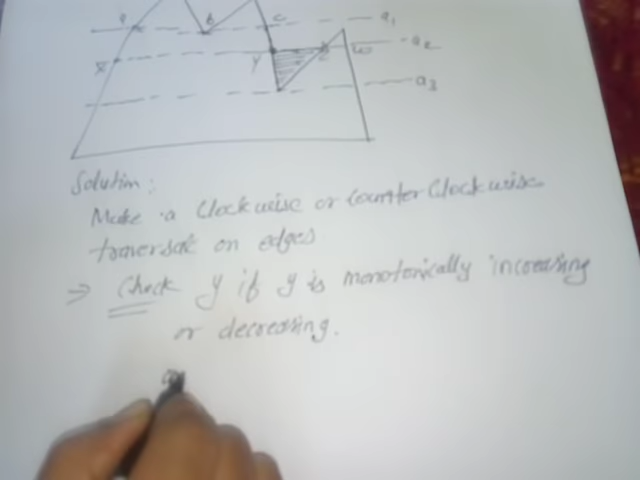 B C a1
x y z w a2
a3
Solution:
Make a clockwise or counter clockwise
traversal on edges
⇒ Check y if y is monotonically increasing
or decreasing.